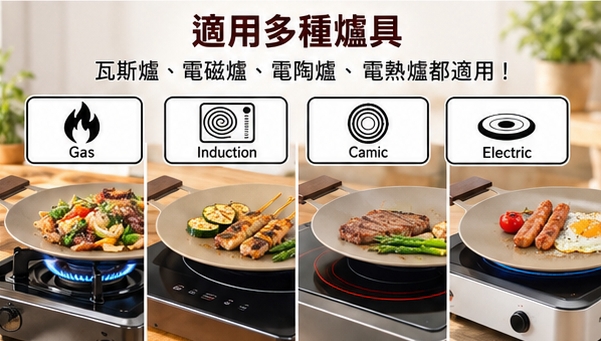 適用多種爐具
瓦斯爐、電磁爐、電陶爐、電熱爐都適用！
Gas
Induction
Camic
Electric